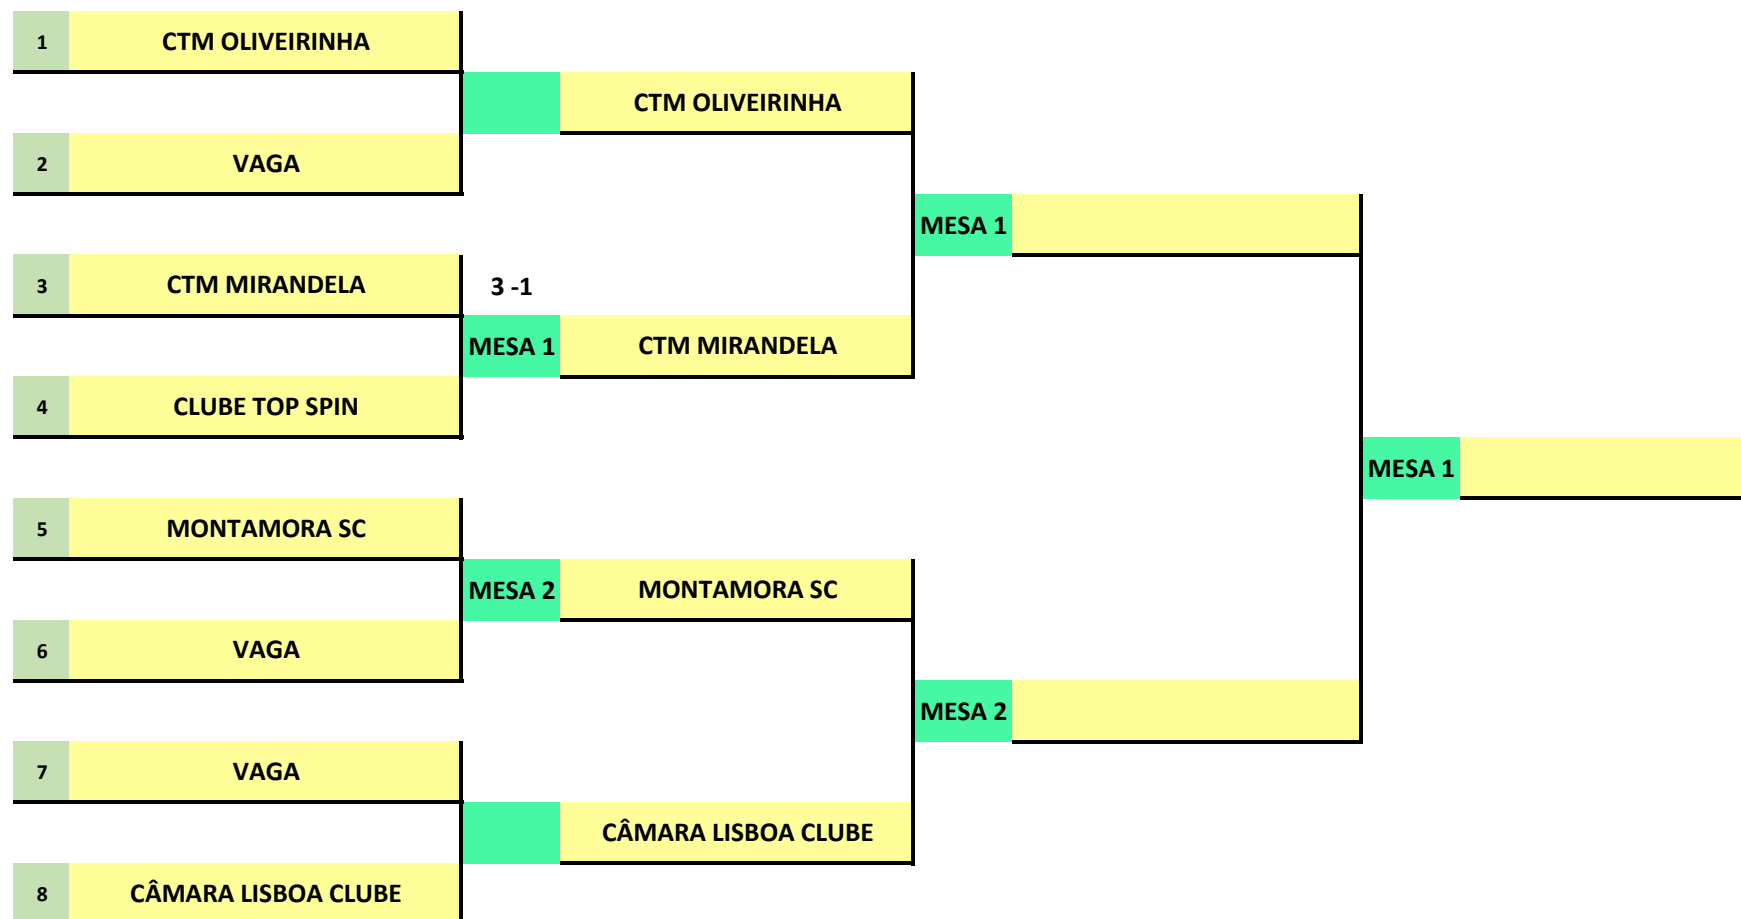 1 CTM OLIVEIRINHA
CTM OLIVEIRINHA
2 VAGA
MESA 1
3 CTM MIRANDELA 3 -1
MESA 1 CTM MIRANDELA
4 CLUBE TOP SPIN
MESA 1
5 MONTAMORA SC
MESA 2 MONTAMORA SC
6 VAGA
MESA 2
7 VAGA
CÂMARA LISBOA CLUBE
8 CÂMARA LISBOA CLUBE